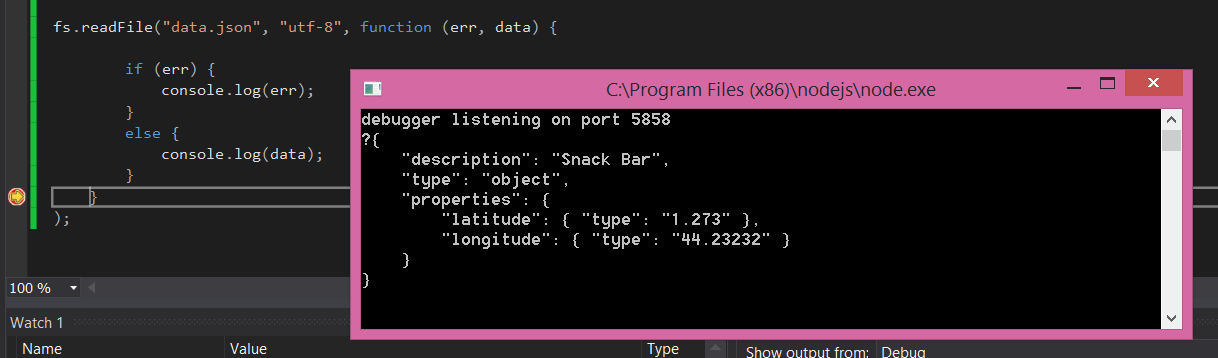 fs.readFile("data.json", "utf-8", function (err, data) {
if (err) {
console.log(err);
}
else {
console.log(data);
}
}
);
C:\Program Files (x86)\nodejs\node.exe
debugger listening on port 5858
?{
"description": "Snack Bar",
"type": "object",
"properties": {
"latitude": { "type": "1.273" },
"longitude": { "type": "44.23232" }
}
}
100 %
Watch 1
Name Value Type
Show output from: Debug